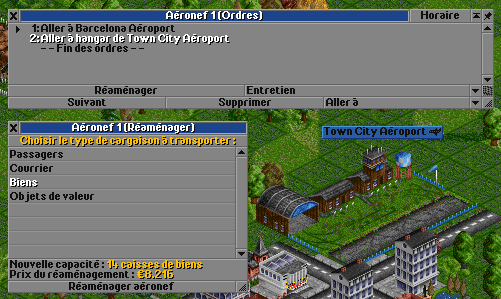 Aéronef 1 (Ordres)
Horaire
1: Aller à Barcelona Aéroport
2: Aller à hangar de Town City Aéroport
- - Fin des ordres - -
Réaménager
Entretien
Suivant
Supprimer
Aller à
Aéronef 1 (Réaménager)
Choisir le type de cargaison à transporter :
Passagers
Courrier
Biens
Objets de valeur
Nouvelle capacité : 14 caisses de biens
Prix du réaménagement : €8,215
Réaménager aéronef
Town City Aéroport